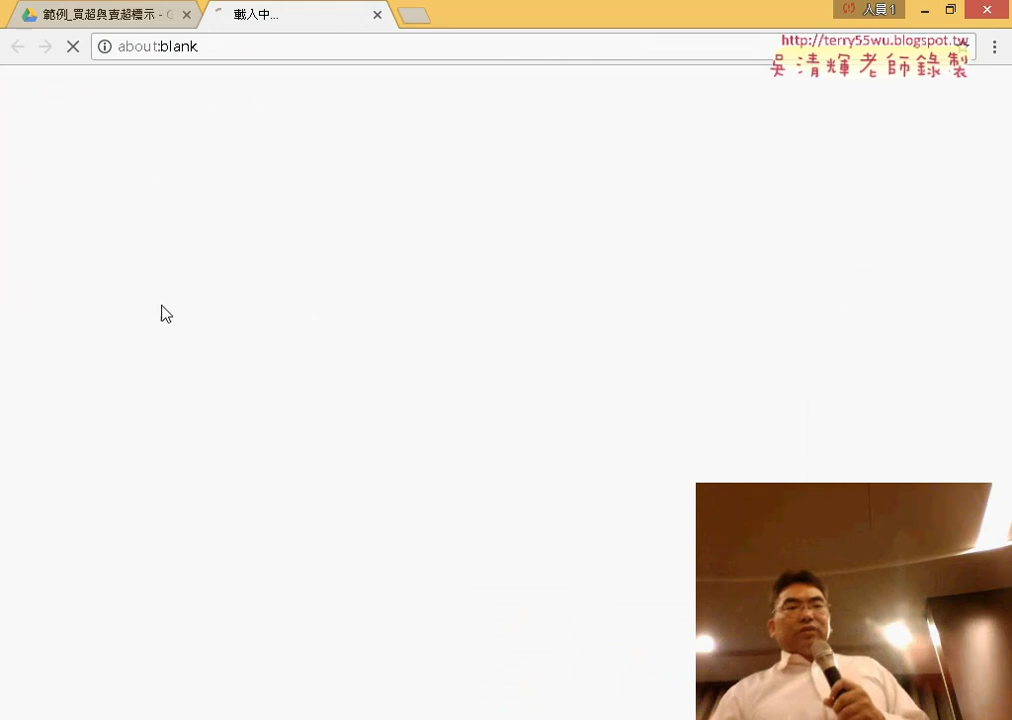 範例_買超與賣超標示 - G
載入中...
人員1
about:blank
http://terry55wu.blogspot.tw
吳清輝老師錄製